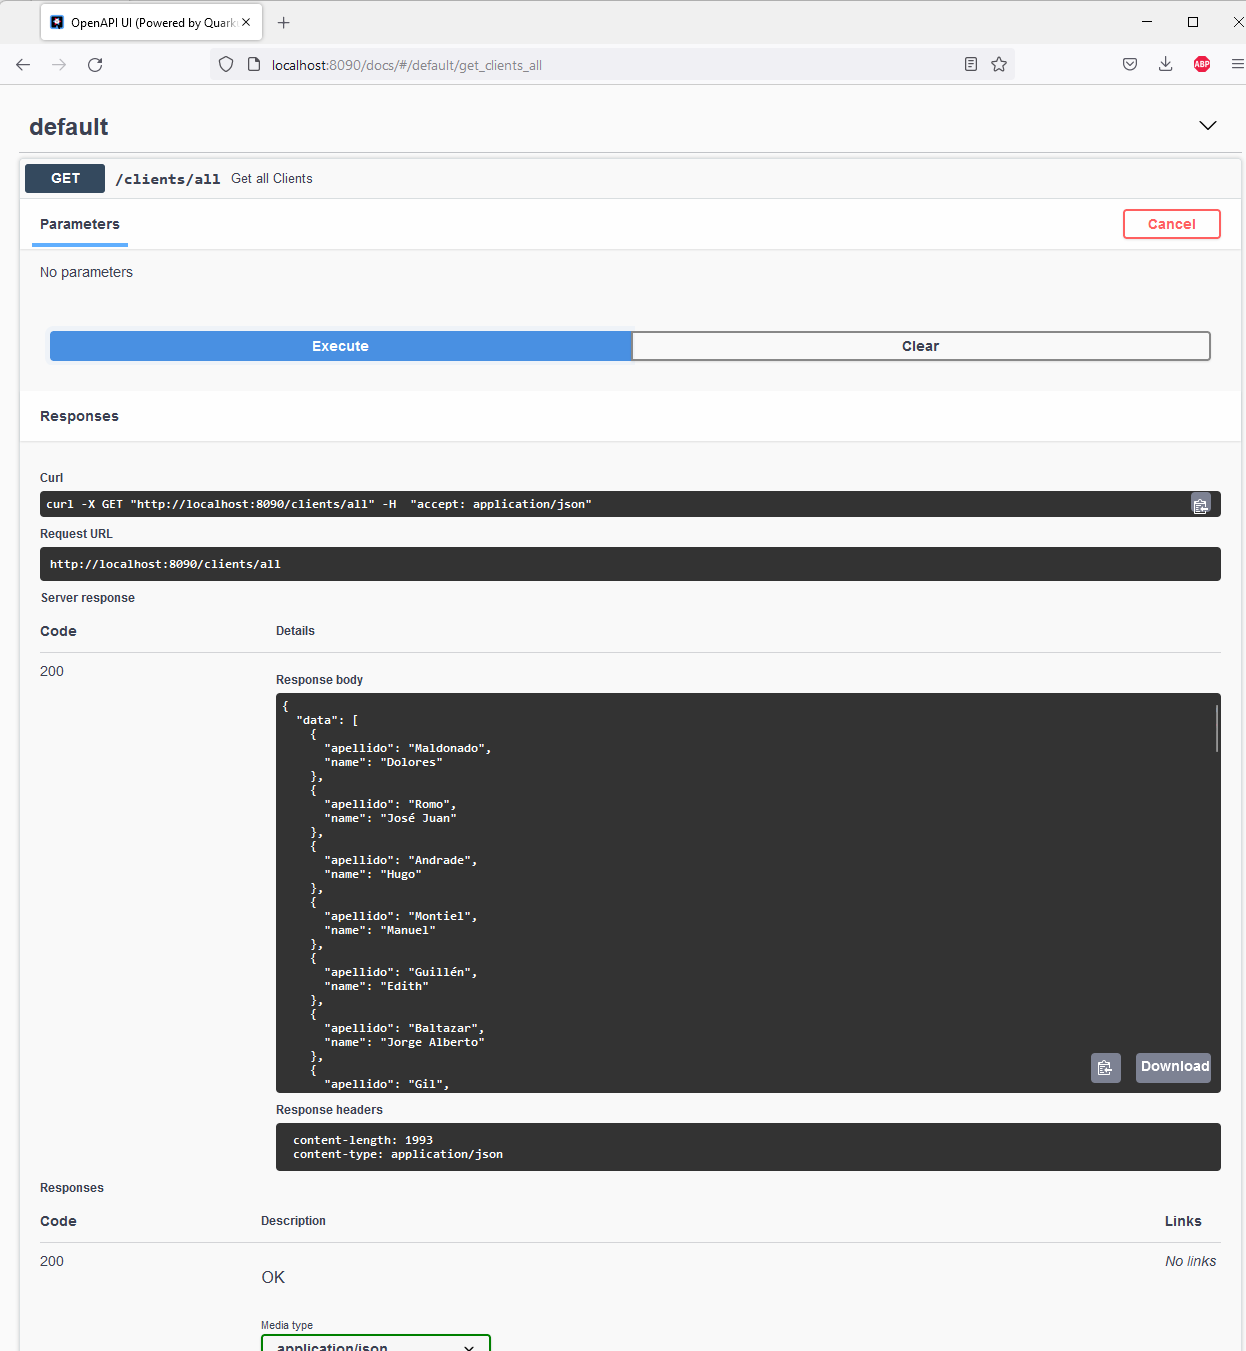 OpenAPI UI (Powered by Quark
localhost:8090/docs/#/default/get_clients_all
ABP
default
GET /clients/all Get all Clients
Parameters Cancel
No parameters
Execute Clear
Responses
Curl
curl -X GET "http://localhost:8090/clients/all" -H  "accept: application/json"
Request URL
http://localhost:8090/clients/all
Server response
Code Details
200
Response body
{
  "data": [
    {
      "apellido": "Maldonado",
      "name": "Dolores"
    },
    {
      "apellido": "Romo",
      "name": "José Juan"
    },
    {
      "apellido": "Andrade",
      "name": "Hugo"
    },
    {
      "apellido": "Montiel",
      "name": "Manuel"
    },
    {
      "apellido": "Guillén",
      "name": "Edith"
    },
    {
      "apellido": "Baltazar",
      "name": "Jorge Alberto"
    },
    {
      "apellido": "Gil",
Download
Response headers
content-length: 1993
content-type: application/json
Responses
Code Description Links
200 No links
OK
Media type
application/json